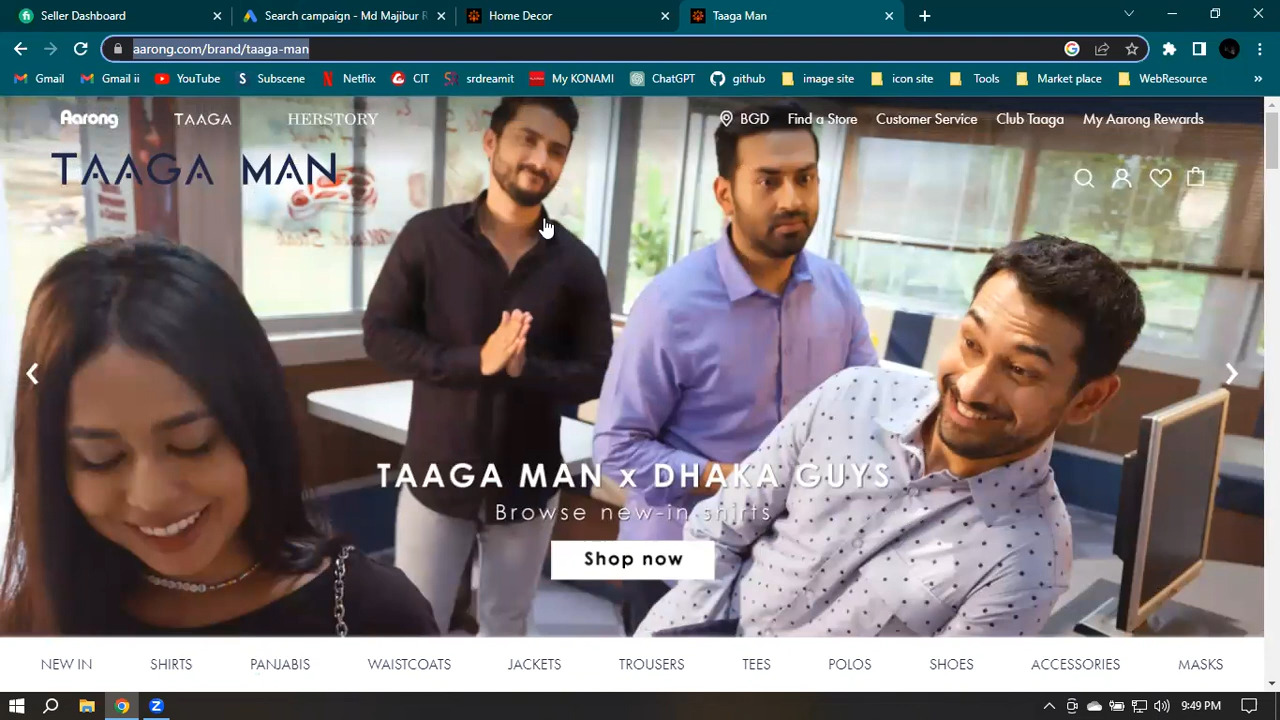 Seller Dashboard
Search campaign - Md Majibur R
Home Decor
Taaga Man
aarong.com/brand/taaga-man
Gmail
Gmail ii
YouTube
Subscene
Netflix
CIT
srdreamit
My KONAMI
ChatGPT
github
image site
icon site
Tools
Market place
WebResource
Aarong
TAAGA
HERSTORY
BGD
Find a Store
Customer Service
Club Taaga
My Aarong Rewards
TAAGA MAN
TAAGA MAN x DHAKA GUYS
Browse new-in shirts
Shop now
NEW IN
SHIRTS
PANJABIS
WAISTCOATS
JACKETS
TROUSERS
TEES
POLOS
SHOES
ACCESSORIES
MASKS
9:49 PM